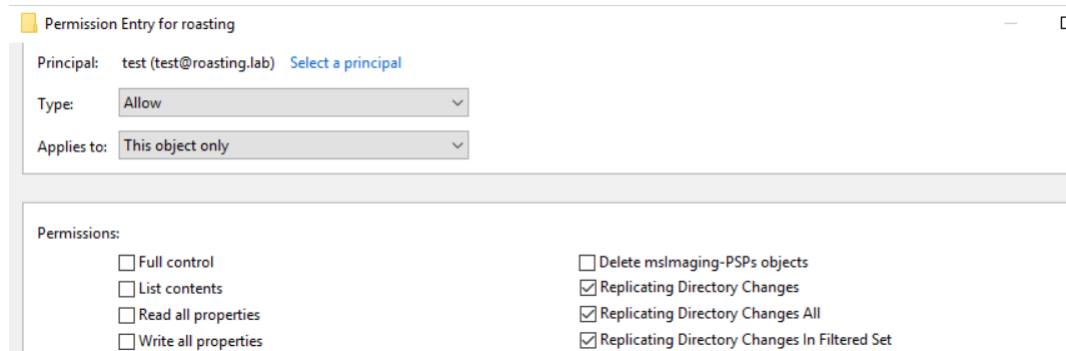 Permission Entry for roasting
Principal: test (test@roasting.lab) Select a principal
Type: Allow
Applies to: This object only
Permissions:
Full control
List contents
Read all properties
Write all properties
Delete msImaging-PSPs objects
Replicating Directory Changes
Replicating Directory Changes All
Replicating Directory Changes In Filtered Set